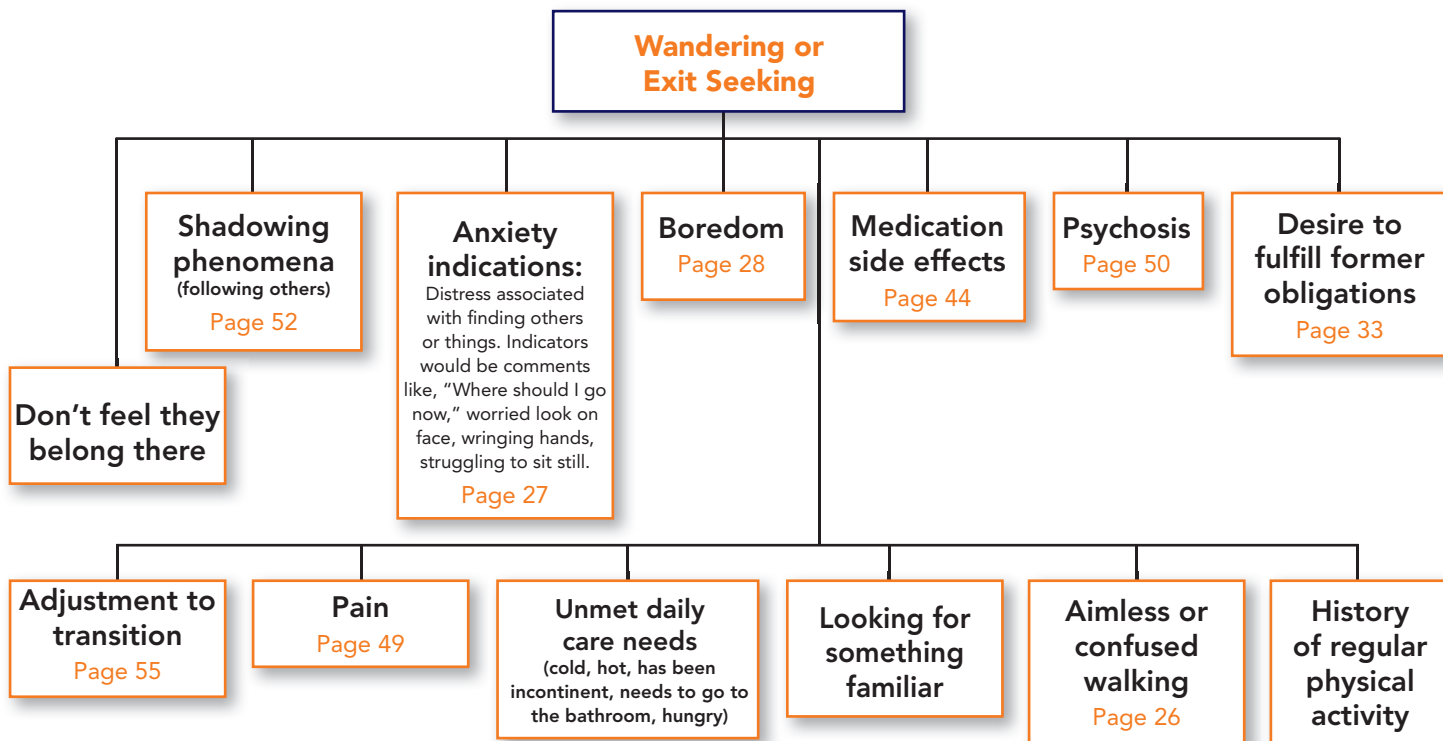 Wandering or
Exit Seeking
Shadowing
phenomena
(following others)
Page 52
Anxiety
indications:
Distress associated
with finding others
or things. Indicators
would be comments
like, “Where should I go
now,” worried look on
face, wringing hands,
struggling to sit still.
Page 27
Boredom
Page 28
Medication
side effects
Page 44
Psychosis
Page 50
Desire to
fulfill former
obligations
Page 33
Don’t feel they
belong there
Adjustment to
transition
Page 55
Pain
Page 49
Unmet daily
care needs
(cold, hot, has been
incontinent, needs to go to
the bathroom, hungry)
Looking for
something
familiar
Aimless or
confused
walking
Page 26
History
of regular
physical
activity